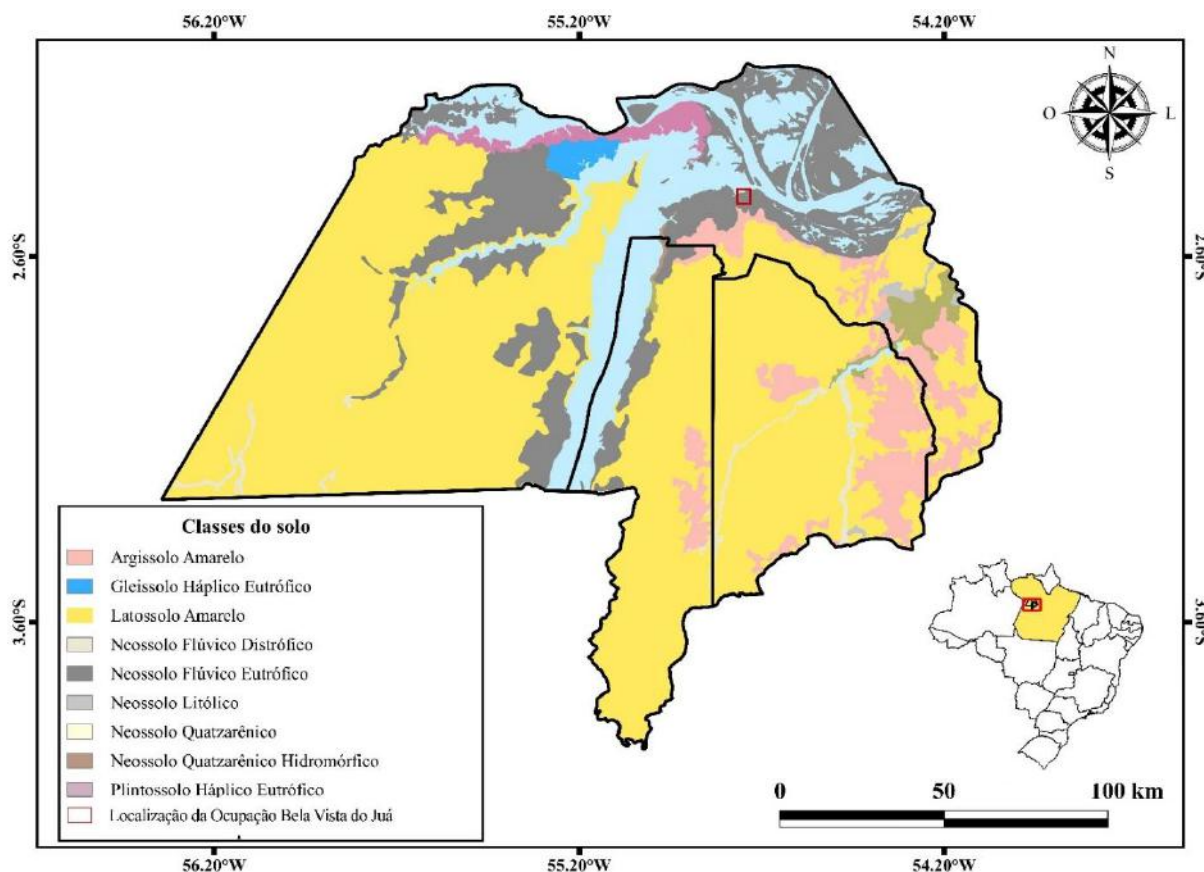 56.20°W 55.20°W 54.20°W
N
O L
S
2.60°S 2.60°S
3.60°S 3.60°S
Classes do solo
Argissolo Amarelo
Gleissolo Háplico Eutrófico
Latossolo Amarelo
Neossolo Flúvico Distrófico
Neossolo Flúvico Eutrófico
Neossolo Litólico
Neossolo Quatzarênico
Neossolo Quatzarênico Hidromórfico
Plintossolo Háplico Eutrófico
Localização da Ocupação Bela Vista do Juá
0 50 100 km
56.20°W 55.20°W 54.20°W